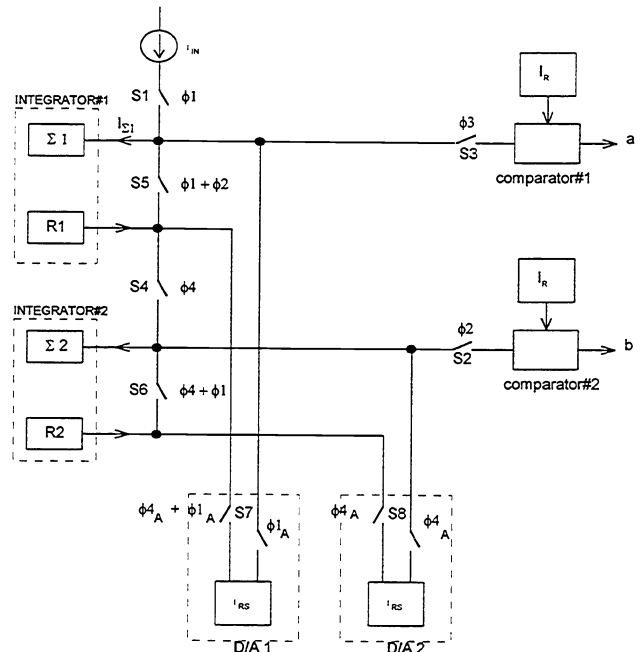 I_IN
S1 ϕ1
INTEGRATOR#1
Σ 1
I_Σ1
S5 ϕ1 + ϕ2
R1
S4 ϕ4
INTEGRATOR#2
Σ 2
S6 ϕ4 + ϕ1
R2
ϕ3
S3
I_R
comparator#1
a
ϕ2
S2
I_R
comparator#2
b
ϕ4_A + ϕ1_A S7
ϕ1_A
I_RS
D/A 1
ϕ4_A S8
ϕ4_A
I_RS
D/A 2